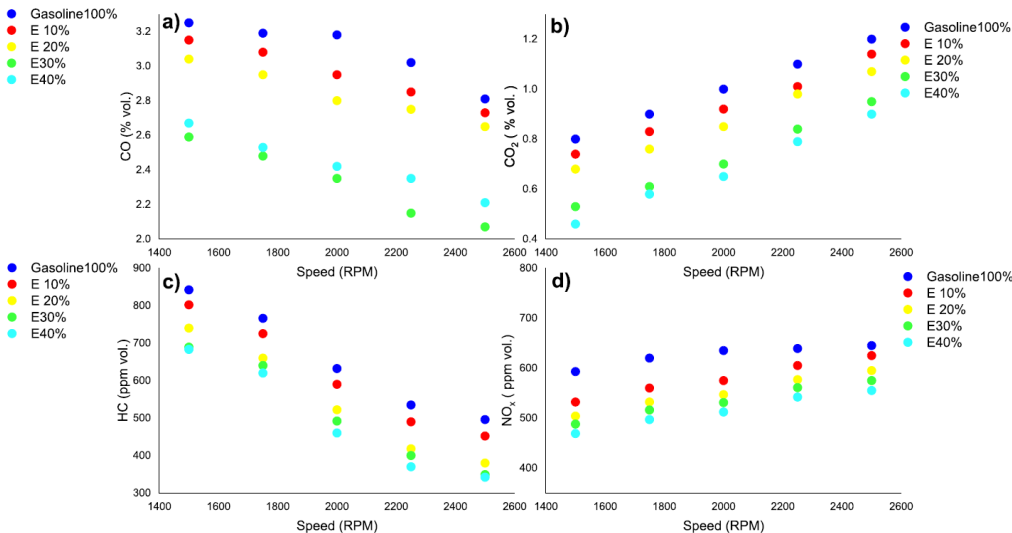 a)
Gasoline100%
E 10%
E 20%
E30%
E40%
3.2
3.0
2.8
2.6
2.4
2.2
2.0
CO (% vol.)
1400 1600 1800 2000 2200 2400 2600
Speed (RPM)
b)
Gasoline100%
E 10%
E 20%
E30%
E40%
1.2
1.0
0.8
0.6
0.4
CO₂ ( % vol.)
1400 1600 1800 2000 2200 2400 2600
Speed (RPM)
c)
Gasoline100%
E 10%
E 20%
E30%
E40%
900
800
700
600
500
400
300
HC (ppm vol.)
1400 1600 1800 2000 2200 2400 2600
Speed (RPM)
d)
Gasoline100%
E 10%
E 20%
E30%
E40%
800
700
600
500
400
NOₓ ( ppm vol.)
1400 1600 1800 2000 2200 2400 2600
Speed (RPM)